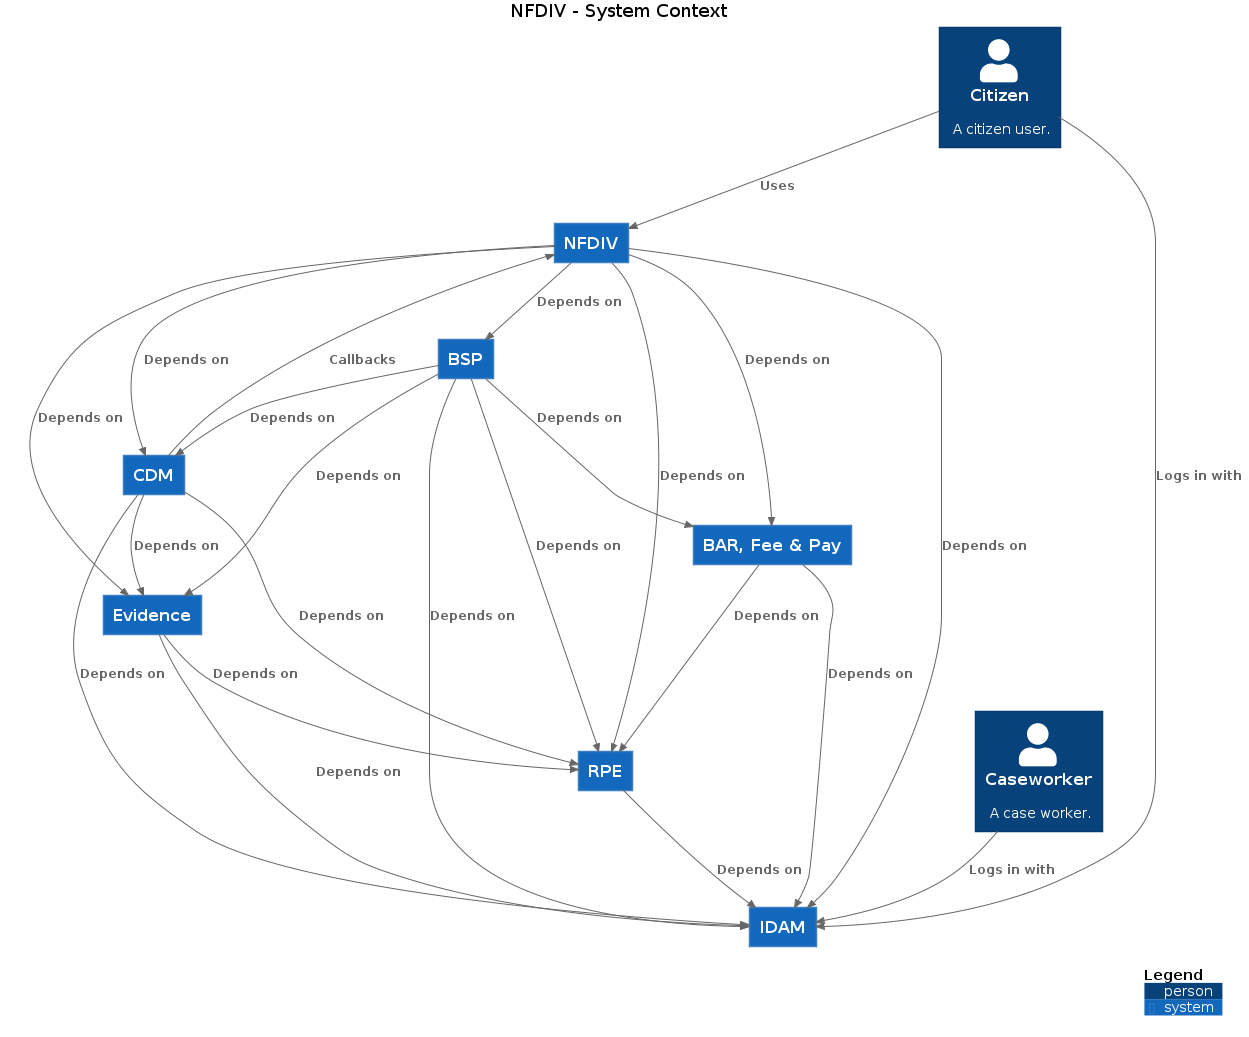 NFDIV - System Context
Citizen
A citizen user.
Uses
NFDIV
Depends on
BSP
Depends on
Callbacks
Depends on
Depends on
Depends on
Depends on
CDM
Depends on
Depends on
Logs in with
Depends on
Depends on
BAR, Fee & Pay
Depends on
Evidence
Depends on
Depends on
Depends on
Depends on
Depends on
Depends on
Caseworker
A case worker.
RPE
Depends on
Depends on
Logs in with
IDAM
Legend
person
system